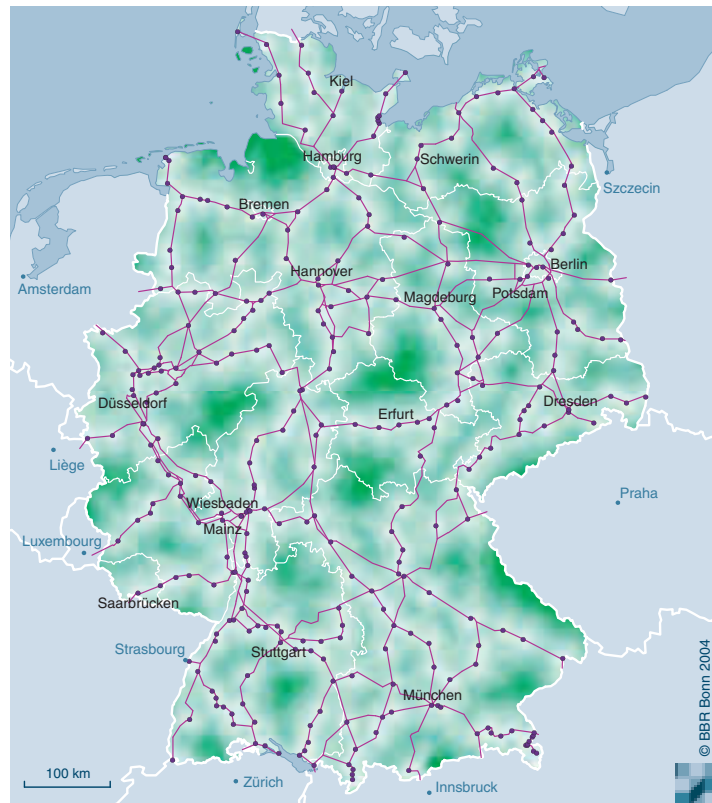 Kiel
Hamburg
Schwerin
Szczecin
Bremen
Amsterdam
Hannover
Berlin
Magdeburg
Potsdam
Düsseldorf
Erfurt
Dresden
Liège
Praha
Wiesbaden
Mainz
Luxembourg
Saarbrücken
Strasbourg
Stuttgart
München
© BBR Bonn 2004
100 km
Zürich
Innsbruck